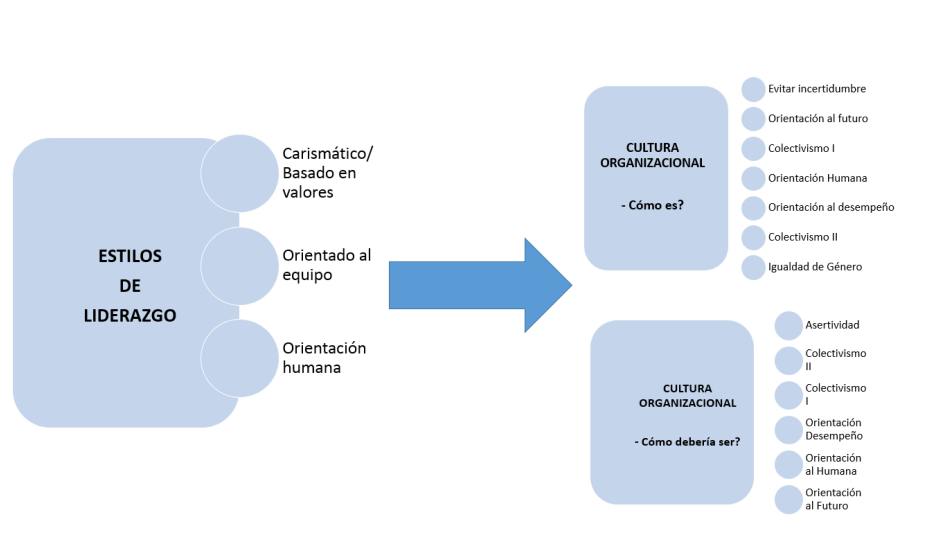 ESTILOS
DE
LIDERAZGO
Carismático/
Basado en
valores
Orientado al
equipo
Orientación
humana
CULTURA
ORGANIZACIONAL
- Cómo es?
Evitar incertidumbre
Orientación al futuro
Colectivismo I
Orientación Humana
Orientación al desempeño
Colectivismo II
Igualdad de Género
CULTURA
ORGANIZACIONAL
- Cómo debería ser?
Asertividad
Colectivismo
II
Colectivismo
I
Orientación
Desempeño
Orientación
al Humana
Orientación
al Futuro